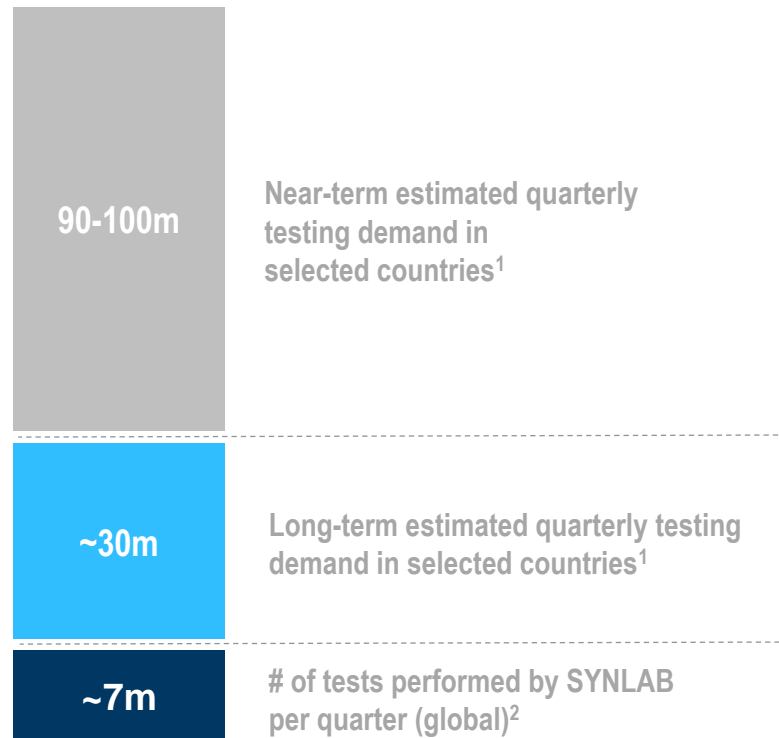 90-100m
Near-term estimated quarterly
testing demand in
selected countries¹
~30m
Long-term estimated quarterly testing
demand in selected countries¹
~7m
# of tests performed by SYNLAB
per quarter (global)²